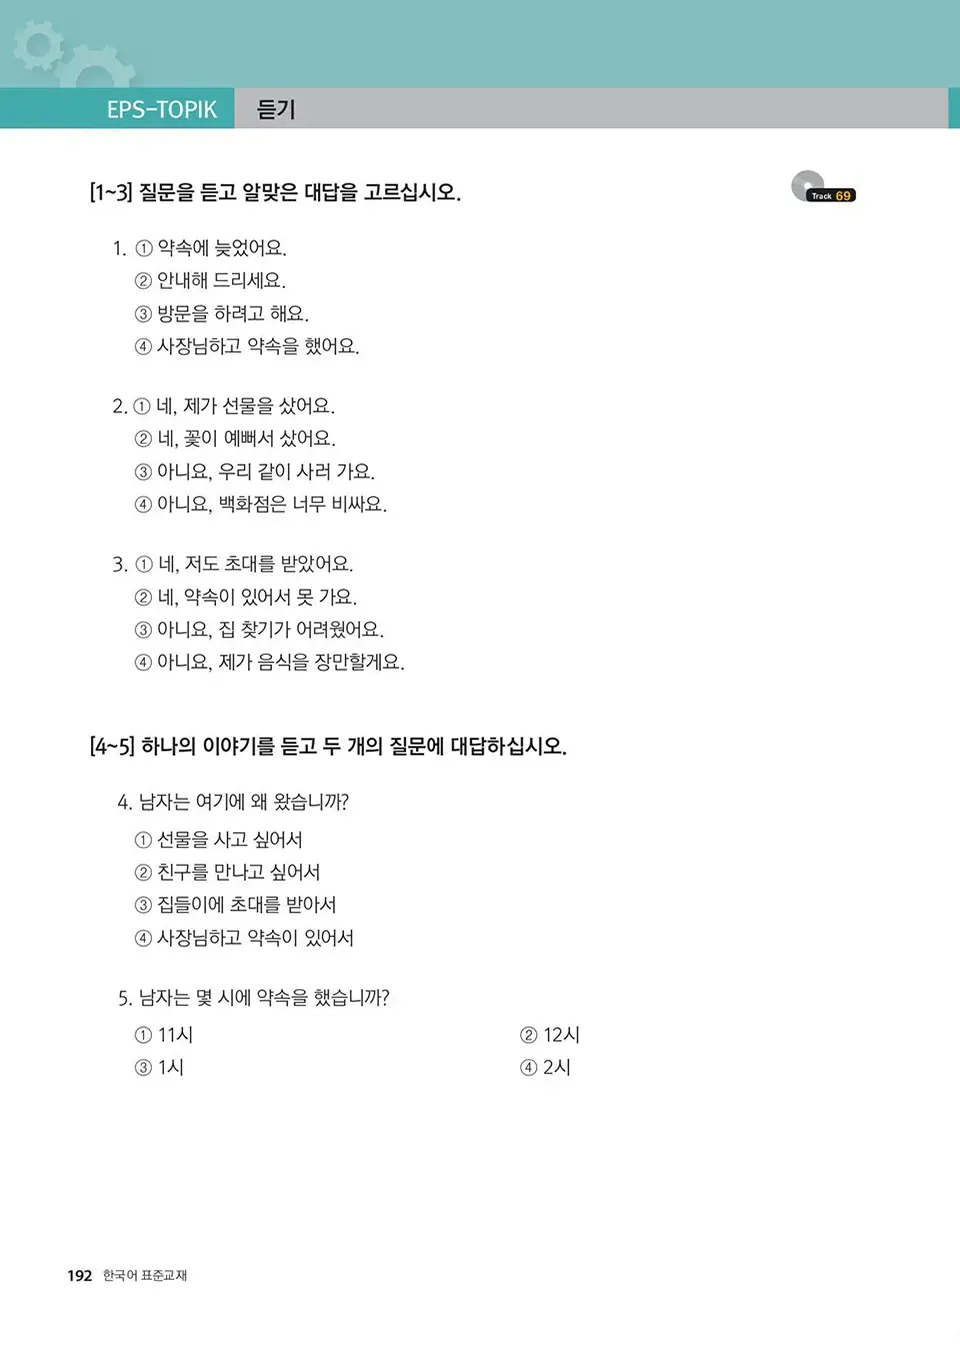 EPS-TOPIK 듣기
[1~3] 질문을 듣고 알맞은 대답을 고르십시오.
Track 69
1. ① 약속에 늦었어요.
② 안내해 드리세요.
③ 방문을 하려고 해요.
④ 사장님하고 약속을 했어요.
2. ① 네, 제가 선물을 샀어요.
② 네, 꽃이 예뻐서 샀어요.
③ 아니요, 우리 같이 사러 가요.
④ 아니요, 백화점은 너무 비싸요.
3. ① 네, 저도 초대를 받았어요.
② 네, 약속이 있어서 못 가요.
③ 아니요, 집 찾기가 어려웠어요.
④ 아니요, 제가 음식을 장만할게요.
[4~5] 하나의 이야기를 듣고 두 개의 질문에 대답하십시오.
4. 남자는 여기에 왜 왔습니까?
① 선물을 사고 싶어서
② 친구를 만나고 싶어서
③ 집들이에 초대를 받아서
④ 사장님하고 약속이 있어서
5. 남자는 몇 시에 약속을 했습니까?
① 11시 ② 12시
③ 1시 ④ 2시
192 한국어 표준교재